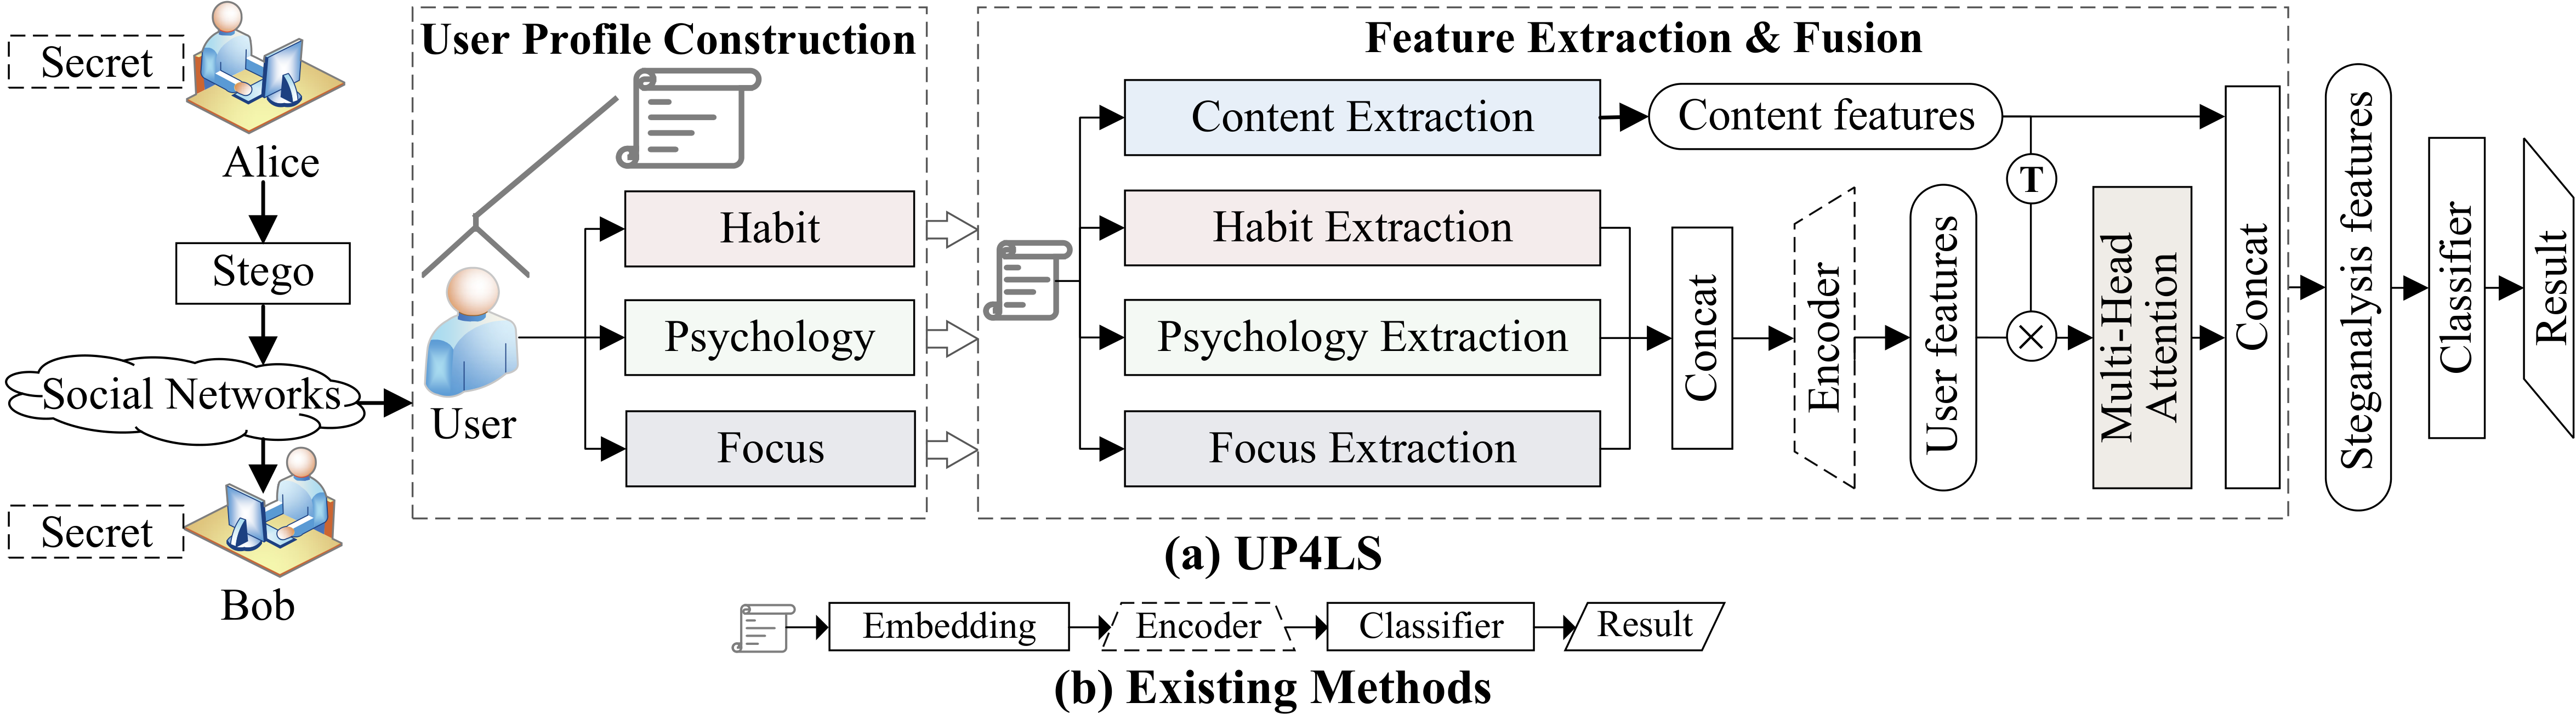 Secret
Alice
Stego
Social Networks
Secret
Bob
User Profile Construction
User
Habit
Psychology
Focus
Feature Extraction & Fusion
Content Extraction
Habit Extraction
Psychology Extraction
Focus Extraction
Content features
Concat
Encoder
User features
T
×
Multi-Head
Attention
Concat
Steganalysis features
Classifier
Result
(a) UP4LS
Embedding
Encoder
Classifier
Result
(b) Existing Methods